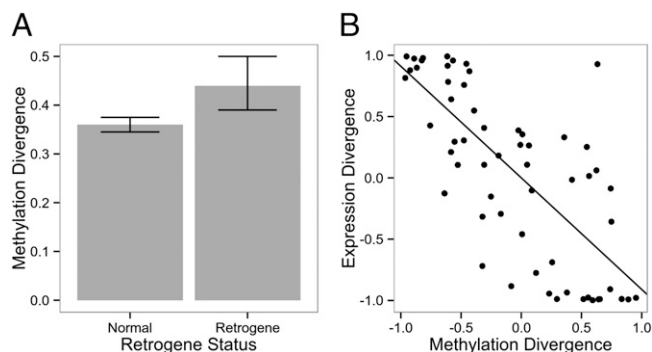 A
Methylation Divergence
0.5
0.4
0.3
0.2
0.1
0.0
Normal Retrogene
Retrogene Status
B
Expression Divergence
1.0
0.5
0.0
-0.5
-1.0
-1.0 -0.5 0.0 0.5 1.0
Methylation Divergence